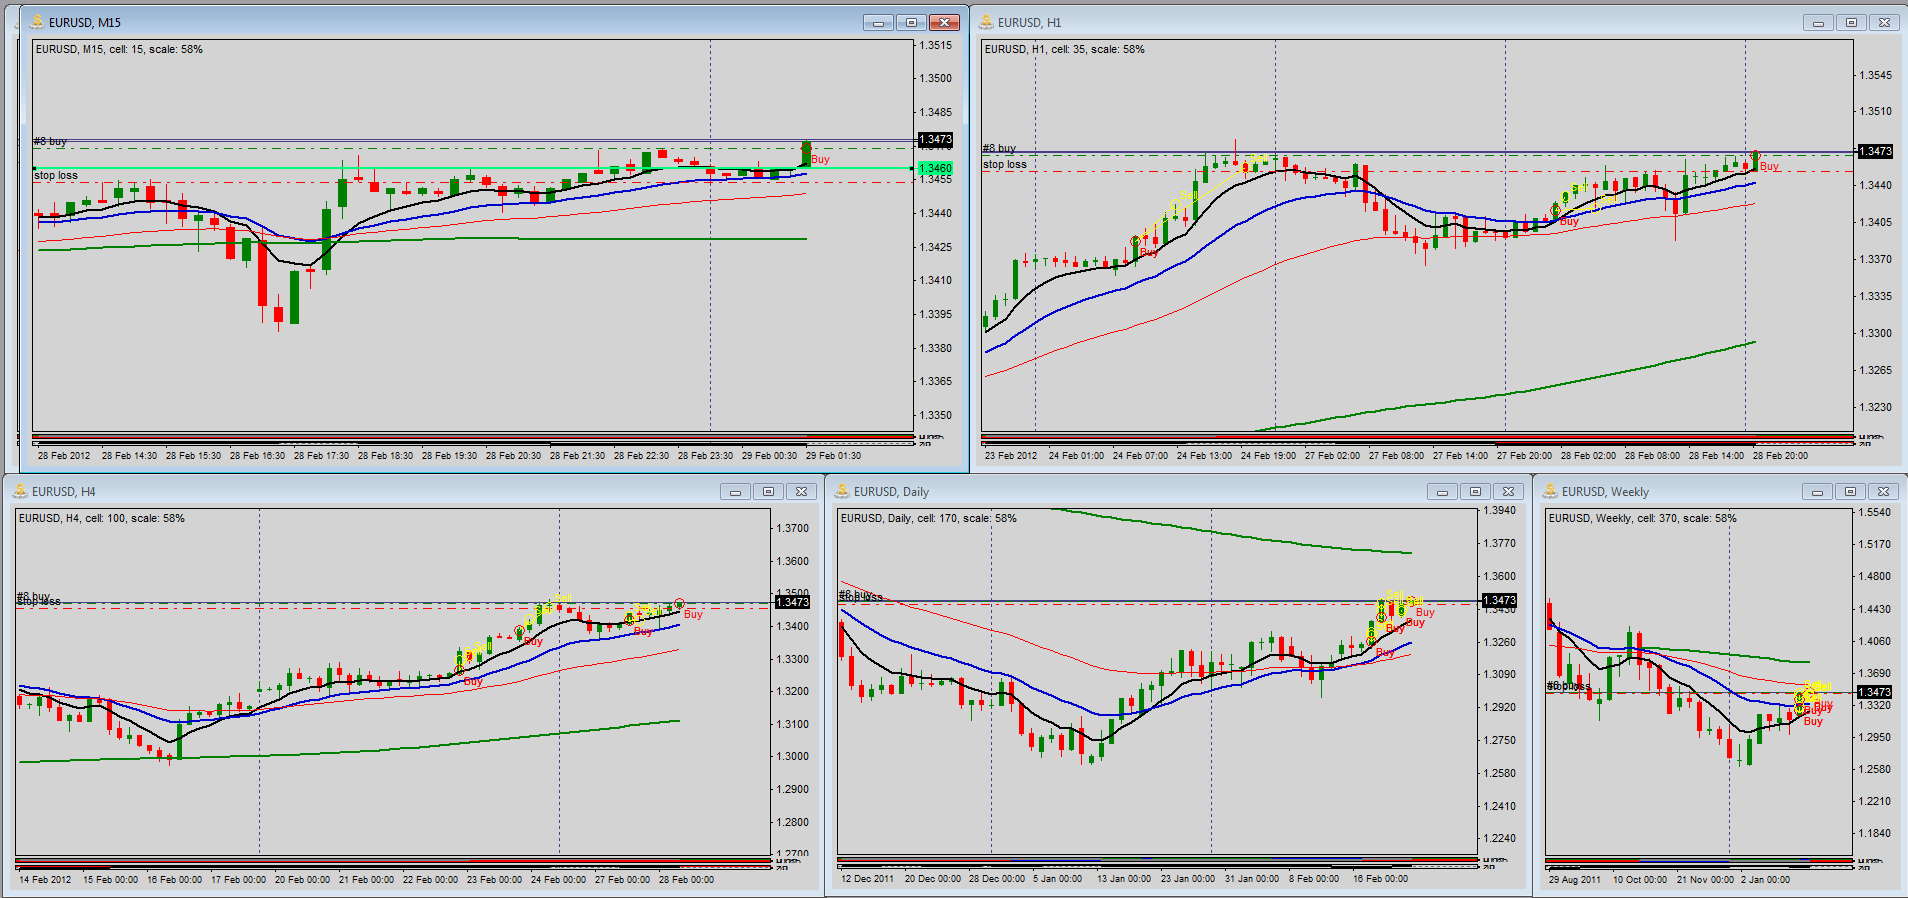 EURUSD, M15
EURUSD, M15, cell: 15, scale: 58%
#8 buy
stop loss
Buy
1.3515
1.3500
1.3485
1.3473
1.3460
1.3455
1.3440
1.3425
1.3410
1.3395
1.3380
1.3365
1.3350
28 Feb 2012 28 Feb 14:30 28 Feb 15:30 28 Feb 16:30 28 Feb 17:30 28 Feb 18:30 28 Feb 19:30 28 Feb 20:30 28 Feb 21:30 28 Feb 22:30 28 Feb 23:30 29 Feb 00:30 29 Feb 01:30
EURUSD, H1
EURUSD, H1, cell: 35, scale: 58%
#8 buy
stop loss
Sell
Sell
Buy
Buy
Buy
1.3545
1.3510
1.3473
1.3440
1.3405
1.3370
1.3335
1.3300
1.3265
1.3230
23 Feb 2012 24 Feb 01:00 24 Feb 07:00 24 Feb 13:00 24 Feb 19:00 27 Feb 02:00 27 Feb 08:00 27 Feb 14:00 27 Feb 20:00 28 Feb 02:00 28 Feb 08:00 28 Feb 14:00 28 Feb 20:00
EURUSD, H4
EURUSD, H4, cell: 100, scale: 58%
#8 buy
stop loss
Sell
Buy
Buy
Buy
Buy
1.3700
1.3600
1.3500
1.3473
1.3400
1.3300
1.3200
1.3100
1.3000
1.2900
1.2800
1.2700
14 Feb 2012 15 Feb 00:00 16 Feb 00:00 17 Feb 00:00 20 Feb 00:00 21 Feb 00:00 22 Feb 00:00 23 Feb 00:00 24 Feb 00:00 27 Feb 00:00 28 Feb 00:00
EURUSD, Daily
EURUSD, Daily, cell: 170, scale: 58%
#8 buy
stop loss
Sell
Sell
Buy
Buy
Buy
Buy
1.3940
1.3770
1.3600
1.3473
1.3430
1.3260
1.3090
1.2920
1.2750
1.2580
1.2410
1.2240
12 Dec 2011 20 Dec 00:00 28 Dec 00:00 5 Jan 00:00 13 Jan 00:00 23 Jan 00:00 31 Jan 00:00 8 Feb 00:00 16 Feb 00:00
EURUSD, Weekly
EURUSD, Weekly, cell: 370, scale: 58%
#8 buy
stop loss
Sell
Buy
Buy
Buy
1.5540
1.5170
1.4800
1.4430
1.4060
1.3690
1.3473
1.3320
1.2950
1.2580
1.2210
1.1840
29 Aug 2011 10 Oct 00:00 21 Nov 00:00 2 Jan 00:00